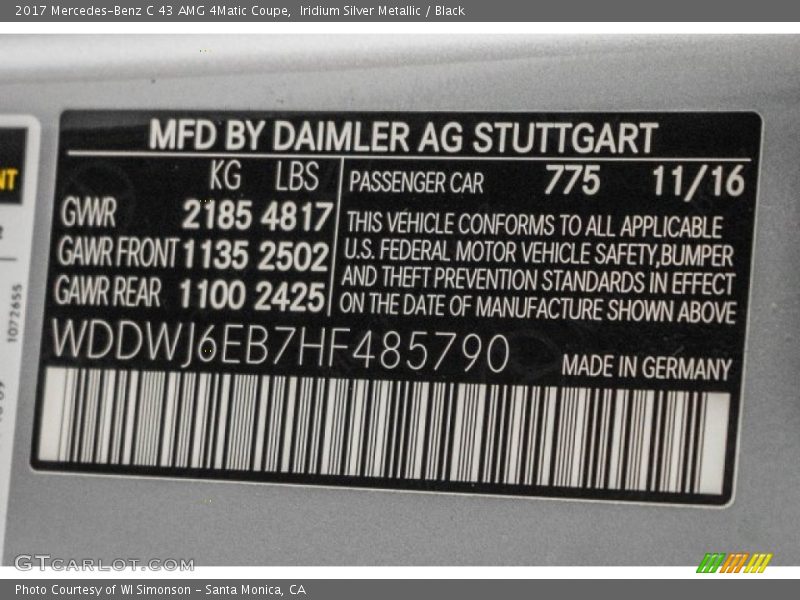 2017 Mercedes-Benz C 43 AMG 4Matic Coupe, Iridium Silver Metallic / Black
MFD BY DAIMLER AG STUTTGART
KG LBS
GVWR 2185 4817
GAWR FRONT 1135 2502
GAWR REAR 1100 2425
PASSENGER CAR 775 11/16
THIS VEHICLE CONFORMS TO ALL APPLICABLE
U.S. FEDERAL MOTOR VEHICLE SAFETY,BUMPER
AND THEFT PREVENTION STANDARDS IN EFFECT
ON THE DATE OF MANUFACTURE SHOWN ABOVE
WDDWJ6EB7HF485790
MADE IN GERMANY
NT
1072655
GTCARLOT.COM
Photo Courtesy of WI Simonson - Santa Monica, CA